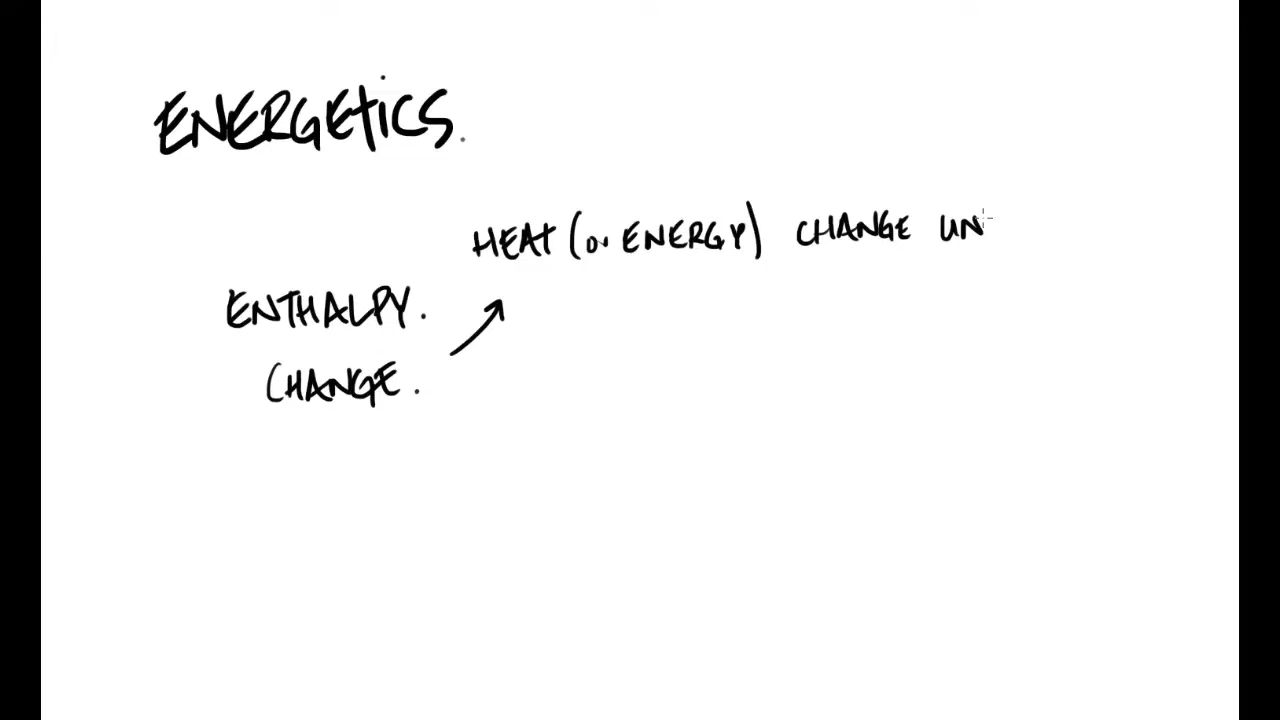 ENERGETICS.
HEAT (or ENERGY) CHANGE UN
ENTHALPY.
CHANGE.